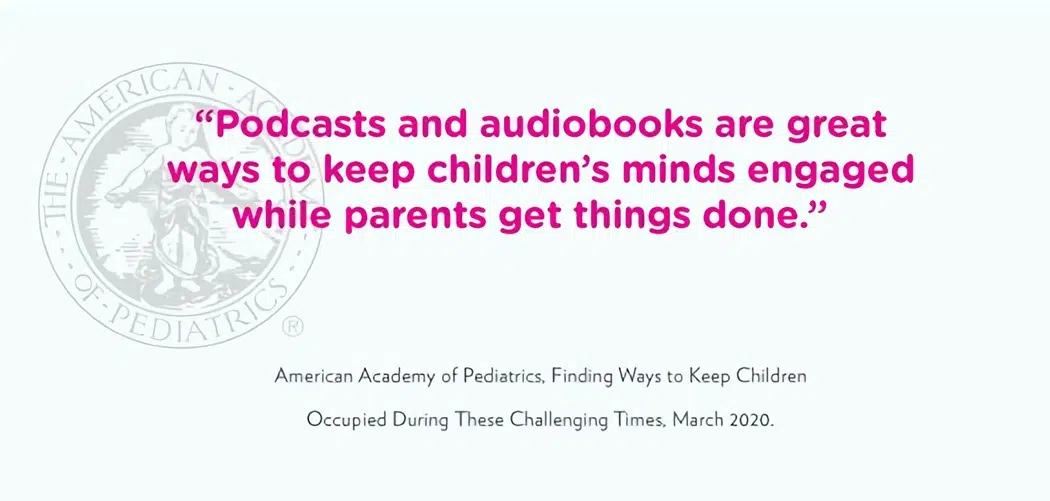 THE · AMERICAN · ACADEMY · OF · PEDIATRICS ·
®
“Podcasts and audiobooks are great
ways to keep children’s minds engaged
while parents get things done.”
American Academy of Pediatrics, Finding Ways to Keep Children
Occupied During These Challenging Times, March 2020.